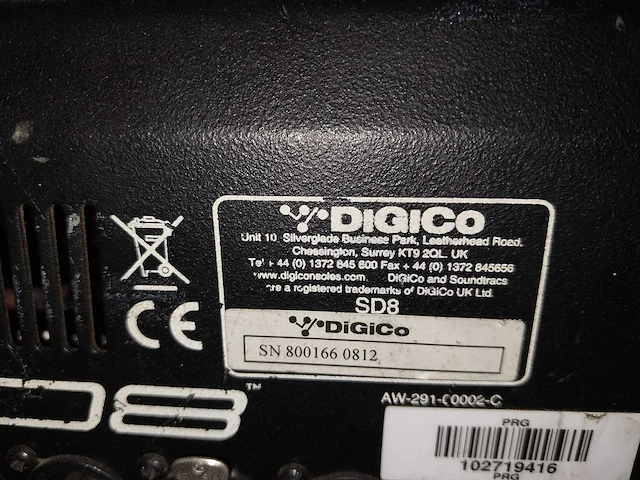 DiGiCo
Unit 10, Silverglade Business Park, Leatherhead Road,
Chessington, Surrey KT9 2QL. UK
Tel + 44 (0) 1372 845 600 Fax + 44 (0) 1372 845656
www.digiconsoles.com DiGiCo and Soundtracs
are a registered trademarks of DiGiCo UK Ltd.
SD8
DiGiCo
SN 800166 0812
CE
D8™
AW-291-00002-C
PRG
102719416
PRG